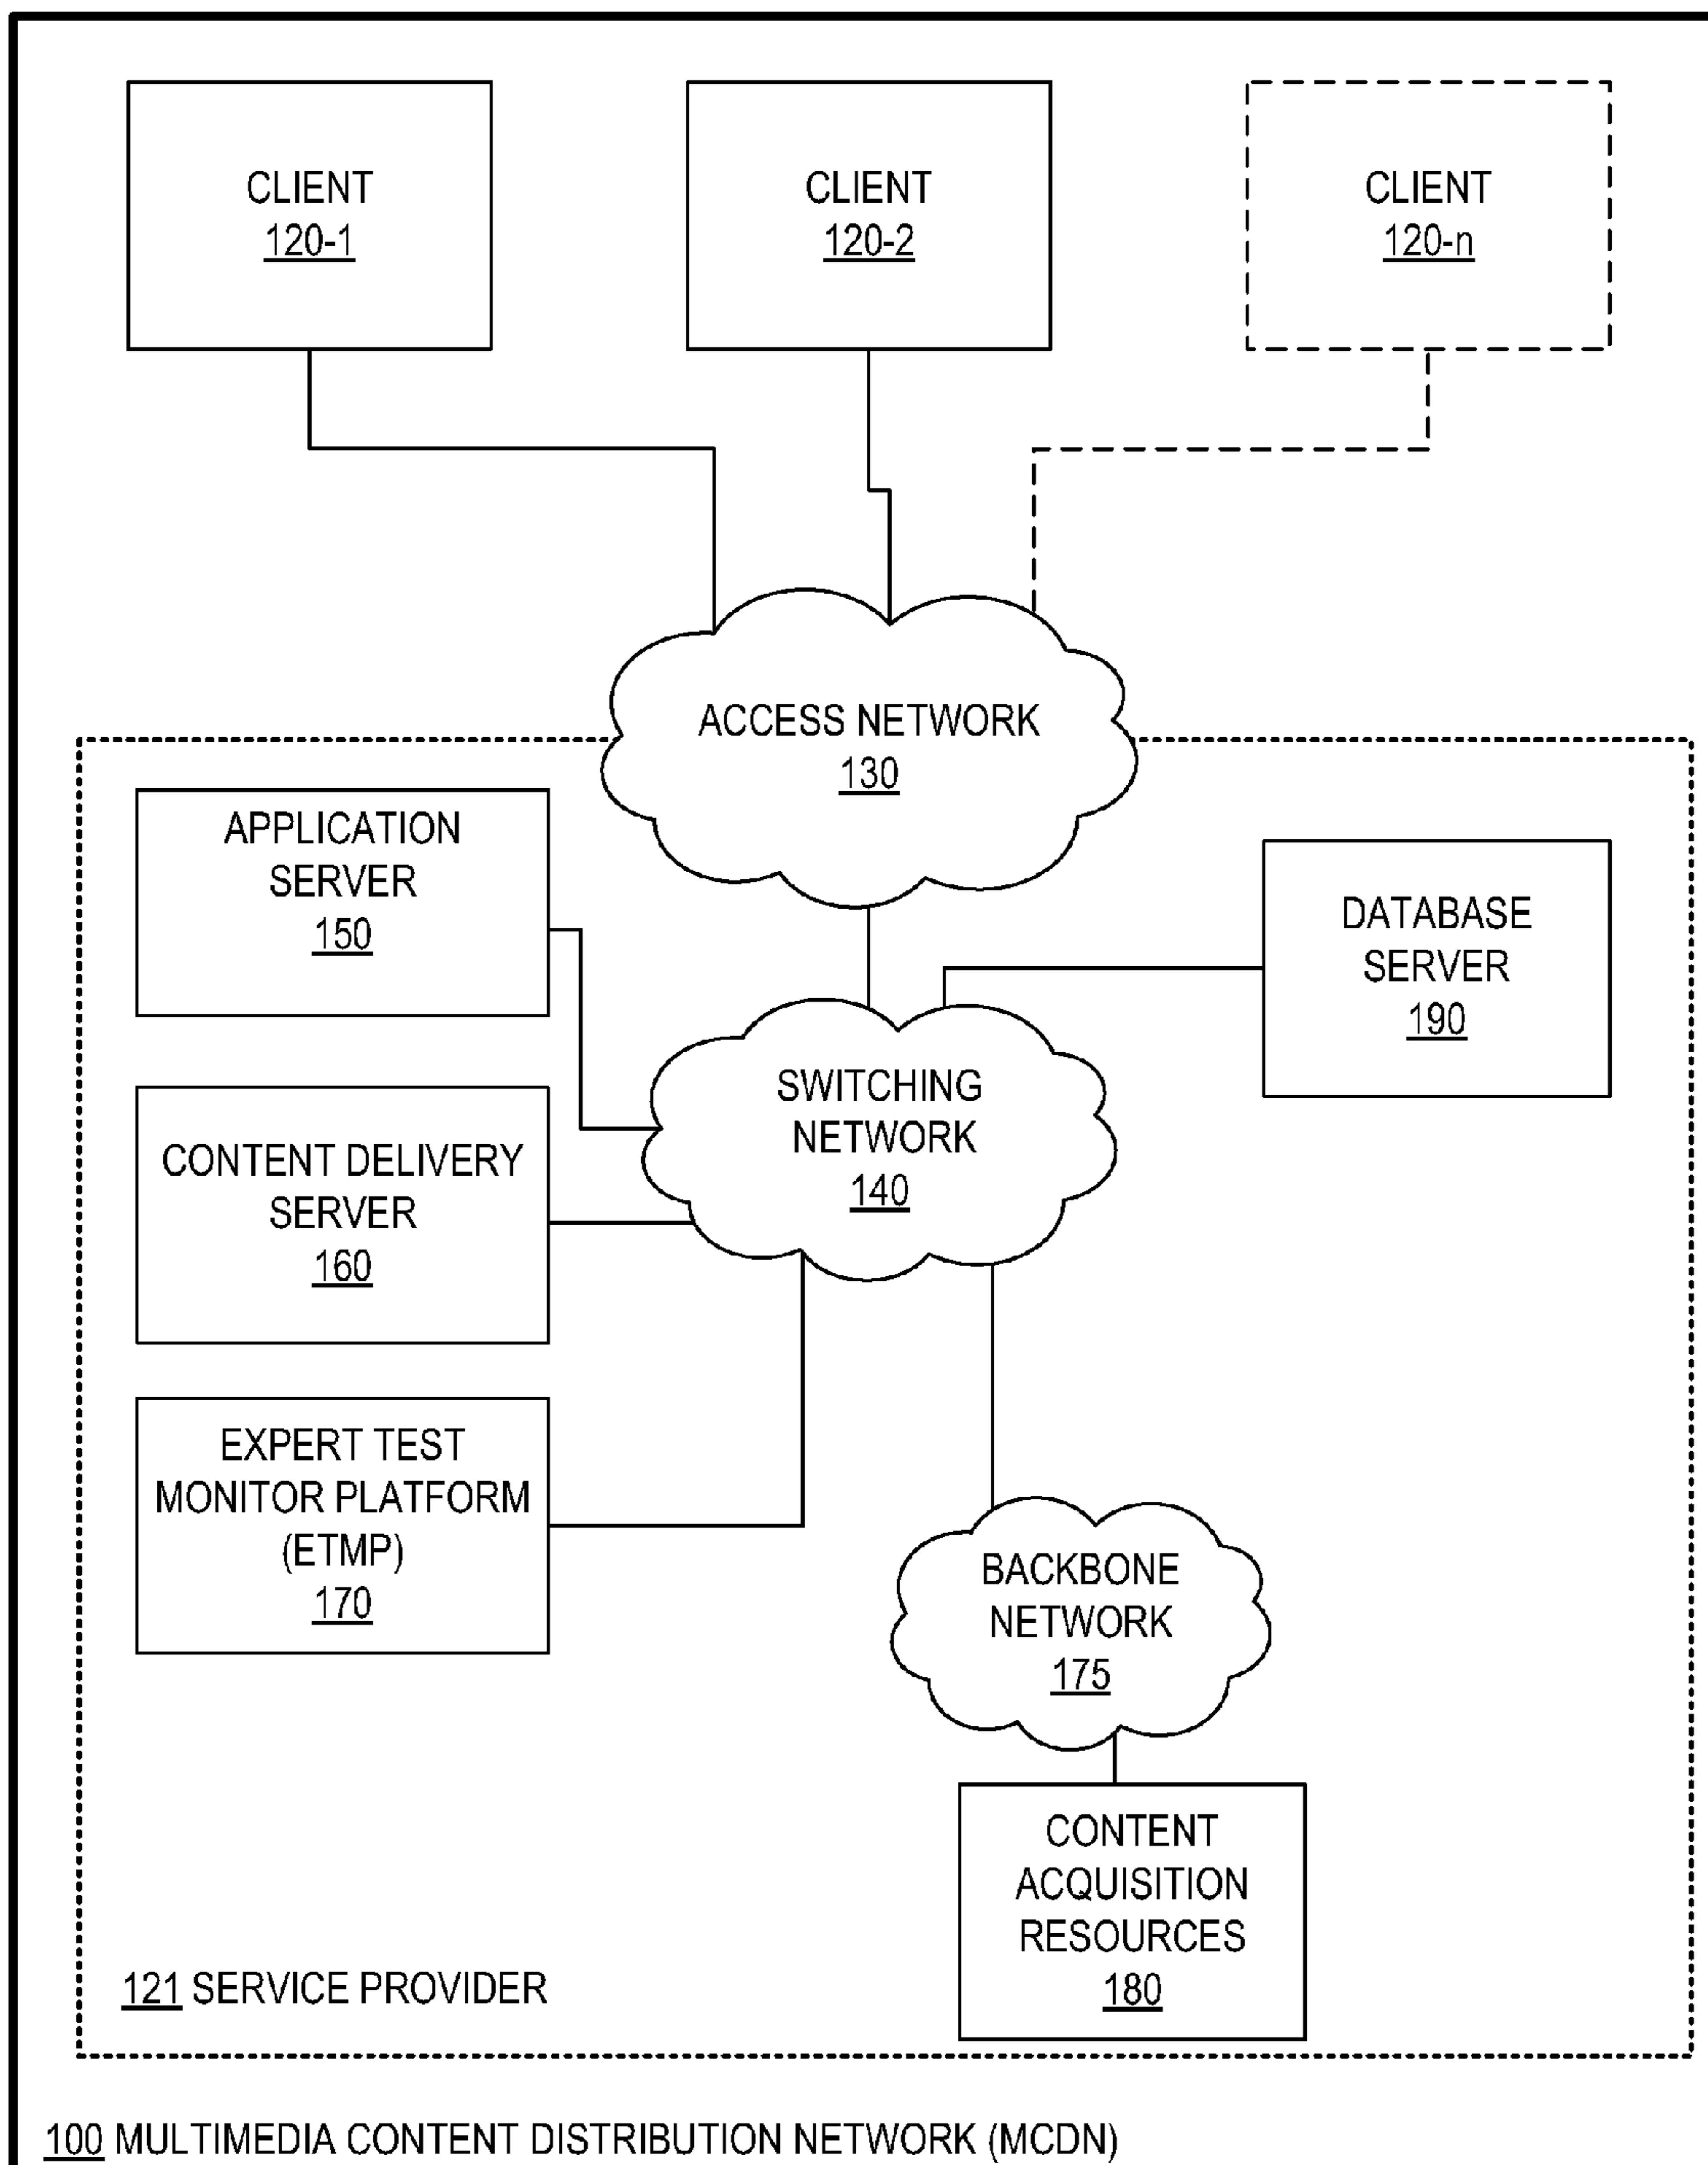 CLIENT
120-1
CLIENT
120-2
CLIENT
120-n
ACCESS NETWORK
130
APPLICATION
SERVER
150
DATABASE
SERVER
190
SWITCHING
NETWORK
140
CONTENT DELIVERY
SERVER
160
EXPERT TEST
MONITOR PLATFORM
(ETMP)
170
BACKBONE
NETWORK
175
CONTENT
ACQUISITION
RESOURCES
180
121 SERVICE PROVIDER
100 MULTIMEDIA CONTENT DISTRIBUTION NETWORK (MCDN)